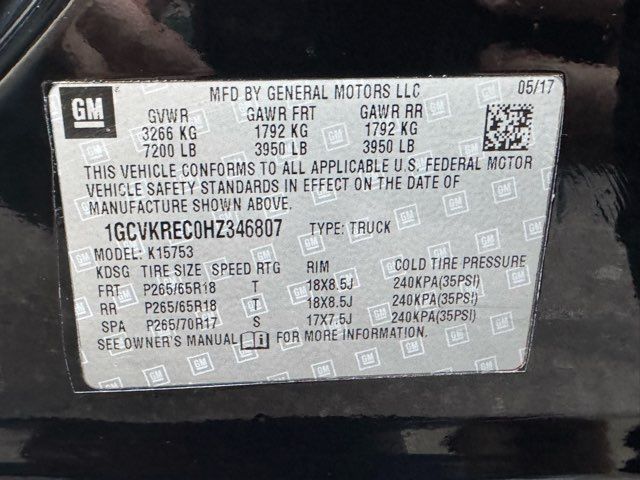 GM
MFD BY GENERAL MOTORS LLC 05/17
GVWR GAWR FRT GAWR RR
3266 KG 1792 KG 1792 KG
7200 LB 3950 LB 3950 LB
THIS VEHICLE CONFORMS TO ALL APPLICABLE U.S. FEDERAL MOTOR
VEHICLE SAFETY STANDARDS IN EFFECT ON THE DATE OF
MANUFACTURE SHOWN ABOVE.
1GCVKREC0HZ346807 TYPE: TRUCK
MODEL: K15753
KDSG TIRE SIZE SPEED RTG RIM COLD TIRE PRESSURE
FRT P265/65R18 T 18X8.5J 240KPA(35PSI)
RR P265/65R18 T 18X8.5J 240KPA(35PSI)
SPA P265/70R17 S 17X7.5J 240KPA(35PSI)
SEE OWNER'S MANUAL FOR MORE INFORMATION.